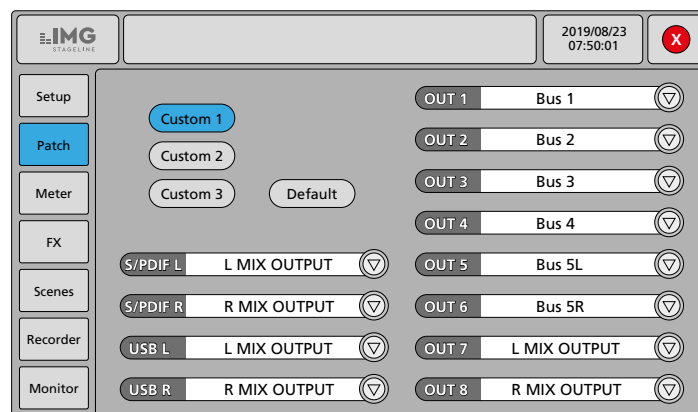 IMG
STAGELINE
2019/08/23
07:50:01
X
Setup
Patch
Meter
FX
Scenes
Recorder
Monitor
Custom 1
Custom 2
Custom 3
Default
S/PDIF L L MIX OUTPUT
S/PDIF R R MIX OUTPUT
USB L L MIX OUTPUT
USB R R MIX OUTPUT
OUT 1 Bus 1
OUT 2 Bus 2
OUT 3 Bus 3
OUT 4 Bus 4
OUT 5 Bus 5L
OUT 6 Bus 5R
OUT 7 L MIX OUTPUT
OUT 8 R MIX OUTPUT